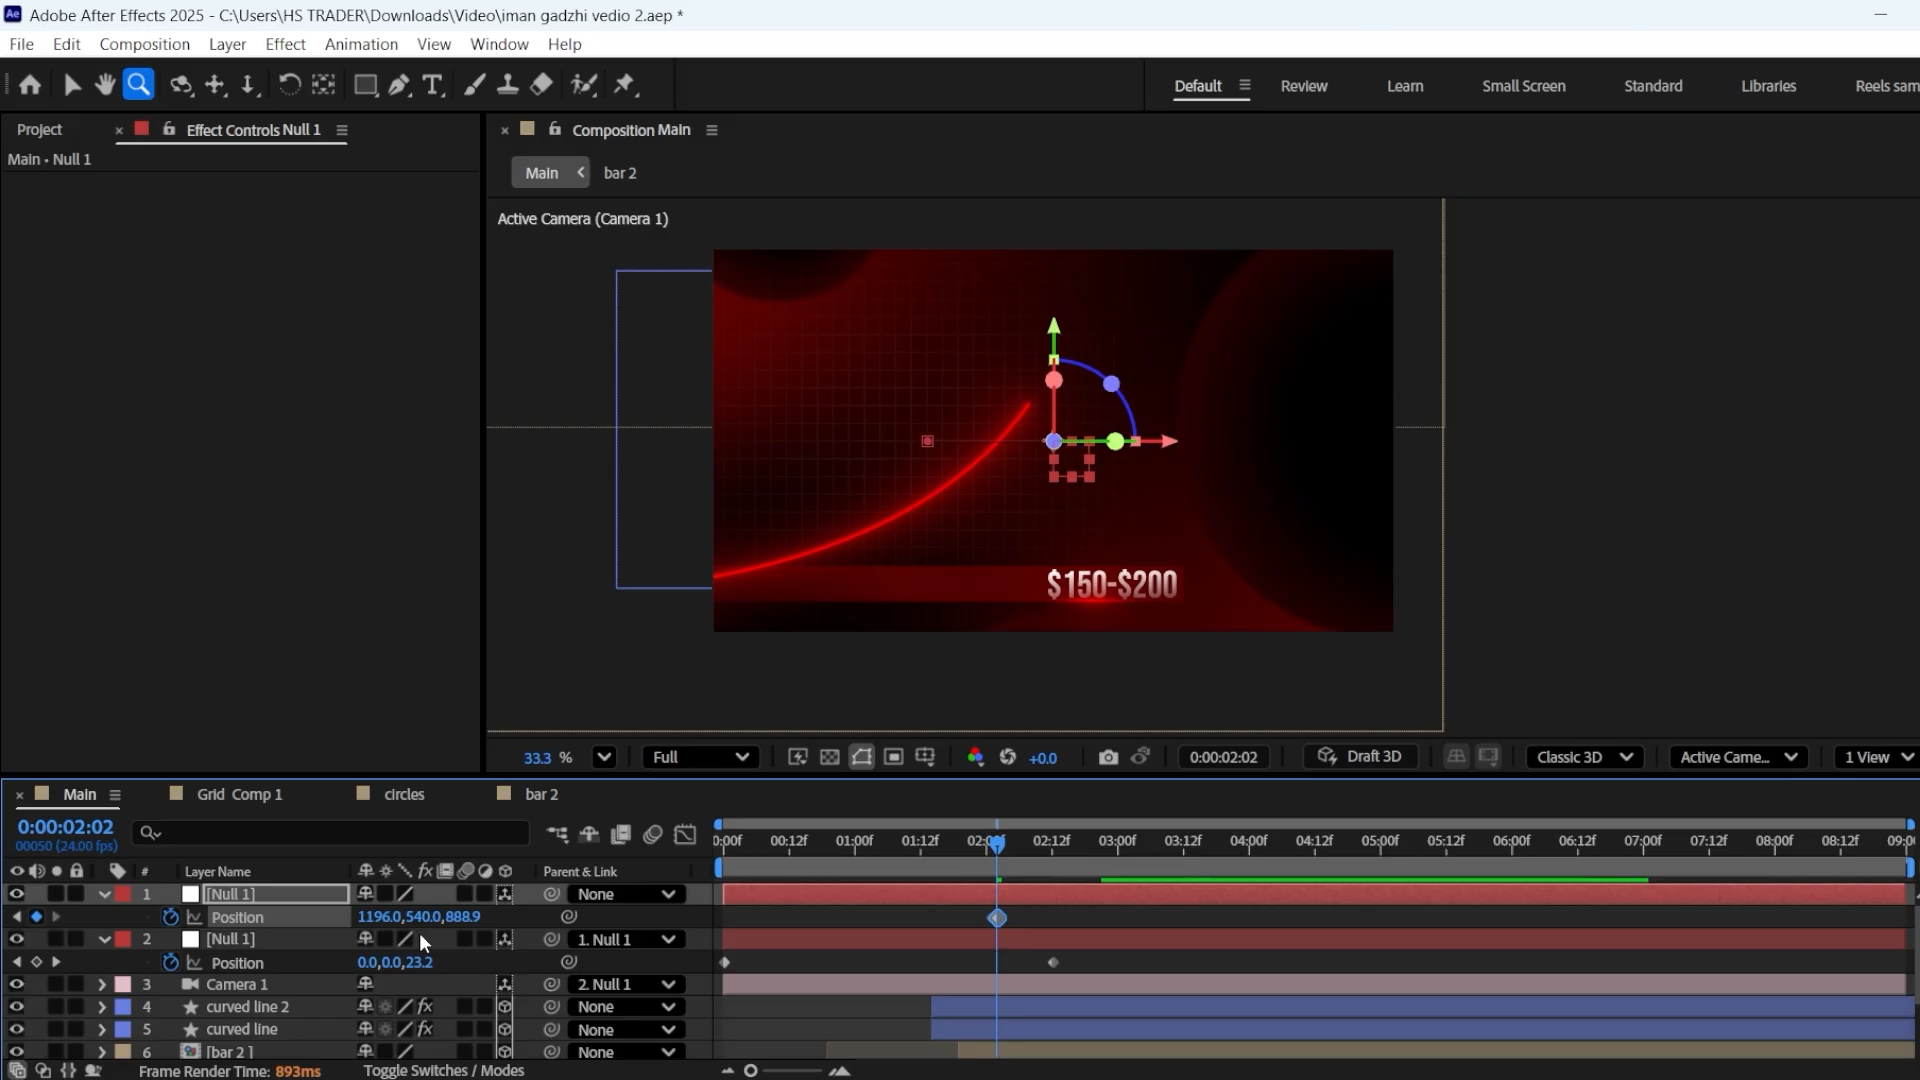 Adobe After Effects 2025 - C:\Users\HS TRADER\Downloads\Video\iman gadzhi vedio 2.aep *
File Edit Composition Layer Effect Animation View Window Help
Default Review Learn Small Screen Standard Libraries Reels sam
Project × Effect Controls Null 1
× Composition Main
Main • Null 1
Main < bar 2
Active Camera (Camera 1)
$150-$200
33.3 % Full +0.0 0:00:02:02 Draft 3D Classic 3D Active Came... 1 View
× Main Grid Comp 1 circles bar 2
0:00:02:02
00050 (24.00 fps)
0:00f 00:12f 01:00f 01:12f 02:12f 03:00f 03:12f 04:00f 04:12f 05:00f 05:12f 06:00f 06:12f 07:00f 07:12f 08:00f 08:12f
# Layer Name Parent & Link
1 [Null 1] None
Position 1196.0,540.0,888.9
2 [Null 1] 1. Null 1
Position 0.0,0.0,23.2
3 Camera 1 2. Null 1
4 curved line 2 fx None
5 curved line fx None
6 [bar 2 ] None
Frame Render Time: 893ms Toggle Switches / Modes